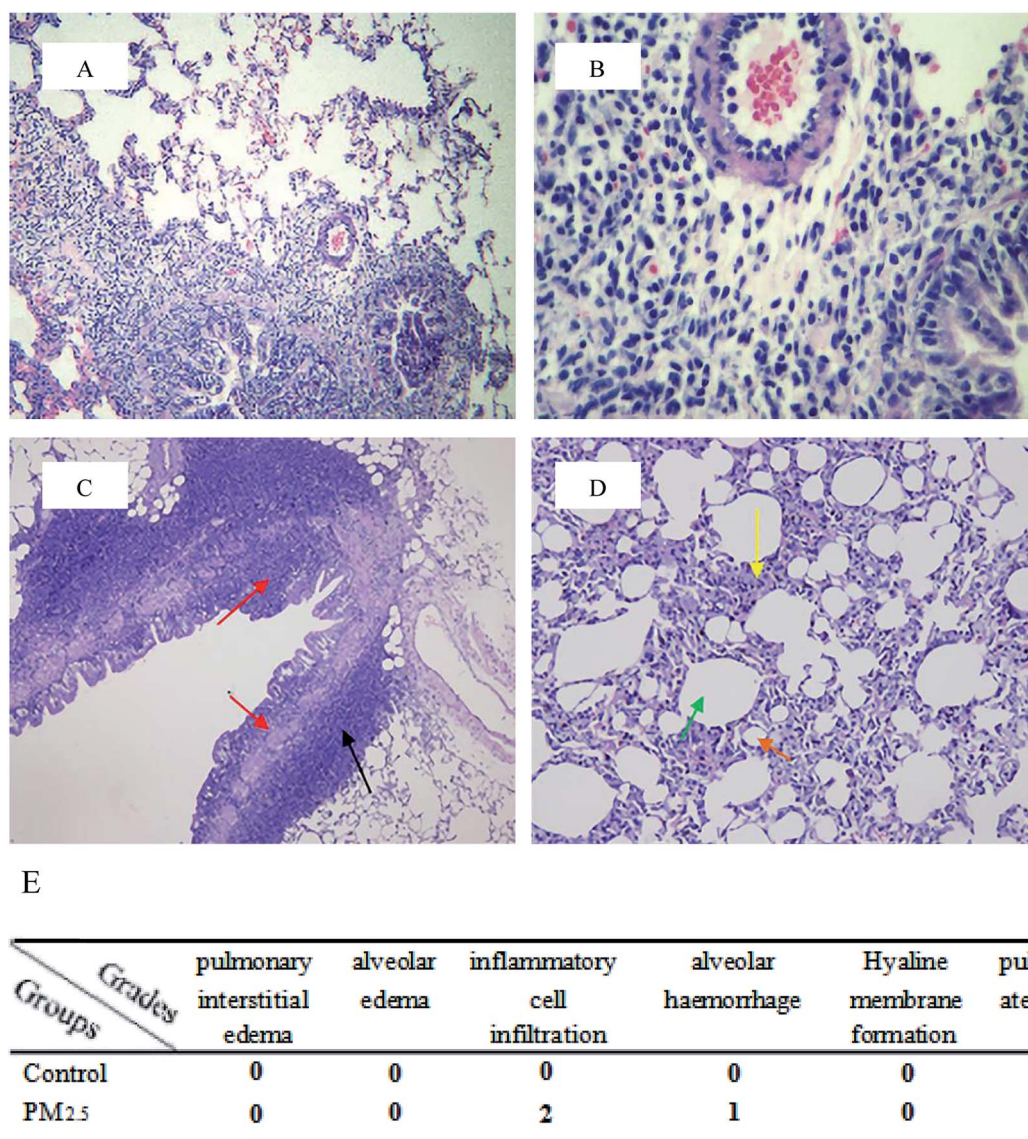 A
B
C
D
E
Grades
Groups
pulmonary alveolar inflammatory alveolar Hyaline
interstitial edema cell haemorrhage membrane
edema infiltration formation
Control 0 0 0 0 0
PM2.5 0 0 2 1 0